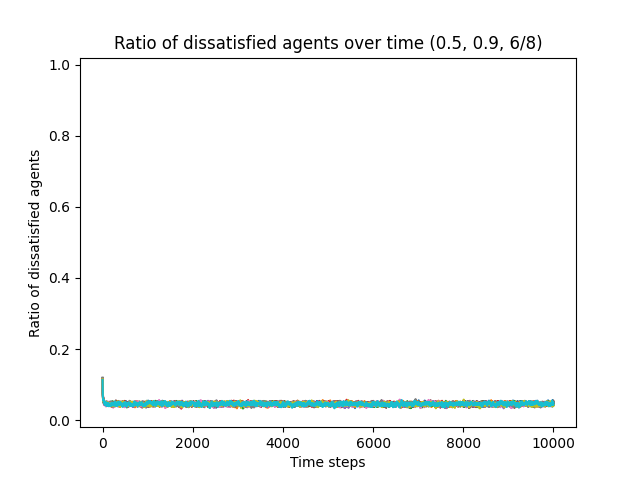 Ratio of dissatisfied agents over time (0.5, 0.9, 6/8)
1.0
0.8
0.6
0.4
0.2
0.0
Ratio of dissatisfied agents
0 2000 4000 6000 8000 10000
Time steps